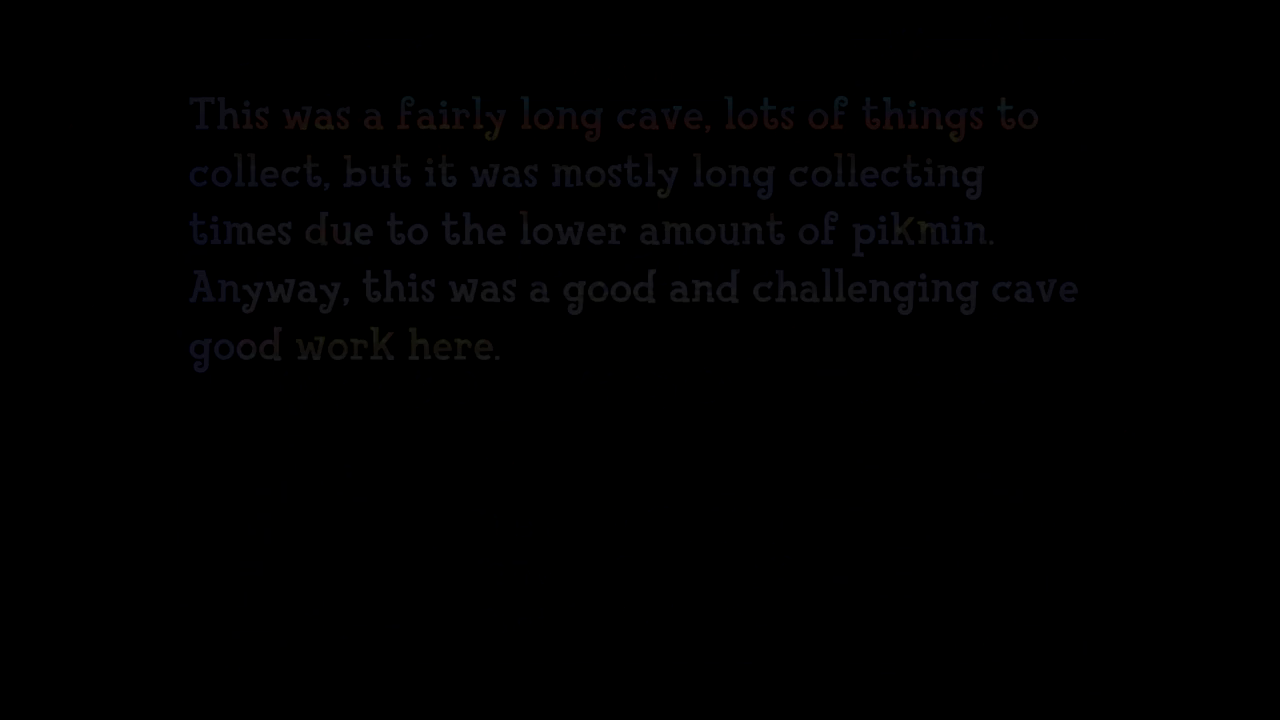 This was a fairly long cave, lots of things to
collect, but it was mostly long collecting
times due to the lower amount of pikmin.
Anyway, this was a good and challenging cave
good work here.